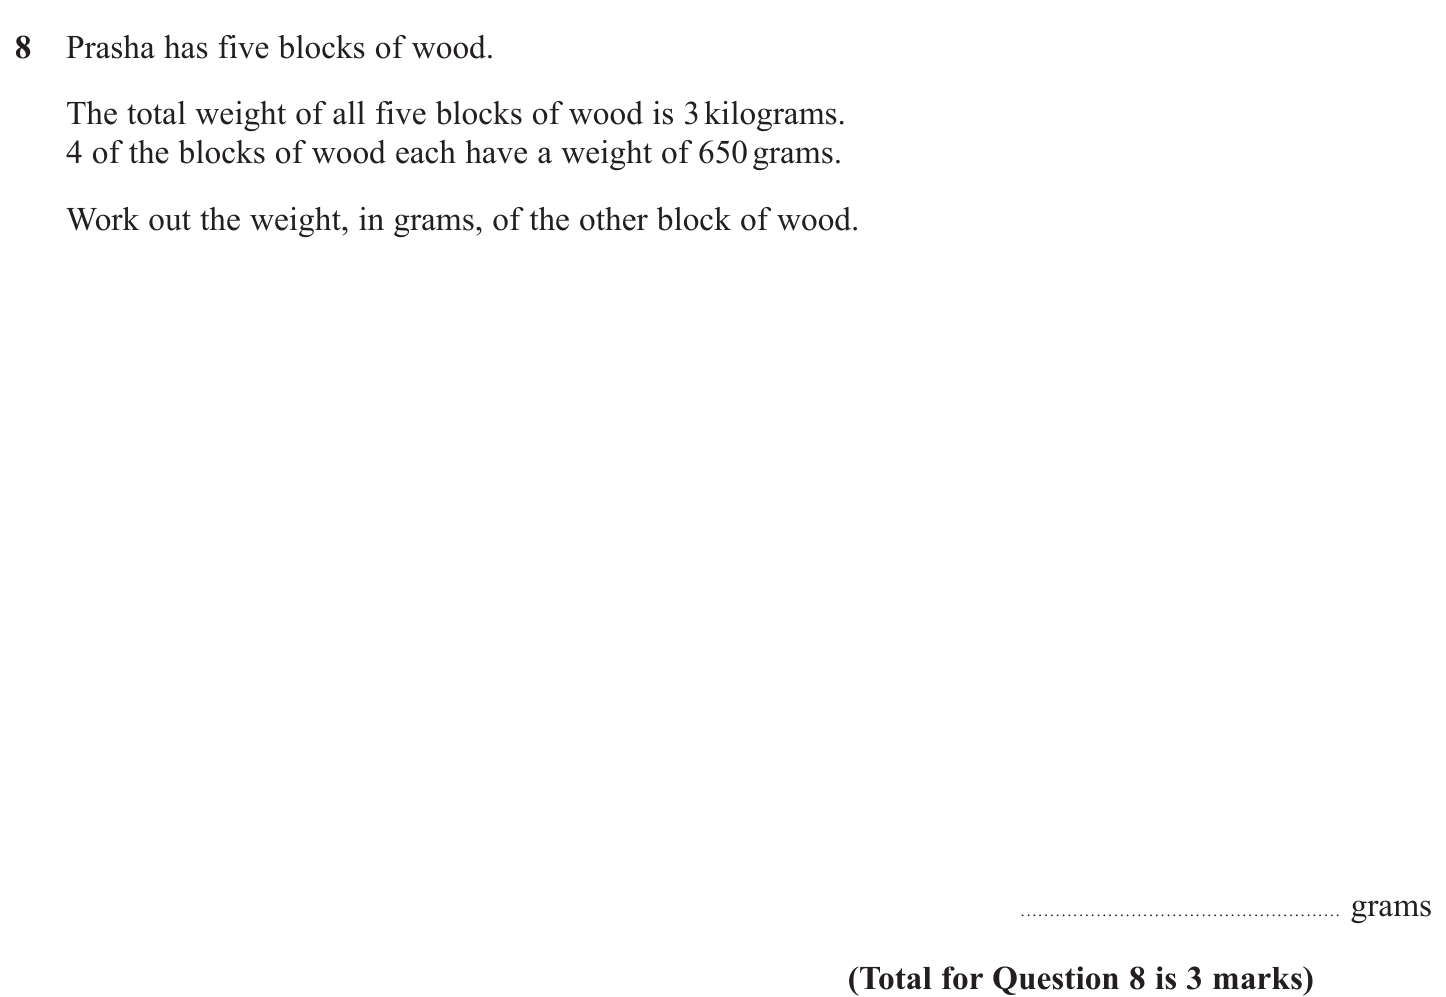 8 Prasha has five blocks of wood.
The total weight of all five blocks of wood is 3 kilograms.
4 of the blocks of wood each have a weight of 650 grams.
Work out the weight, in grams, of the other block of wood.
....................................................... grams
(Total for Question 8 is 3 marks)